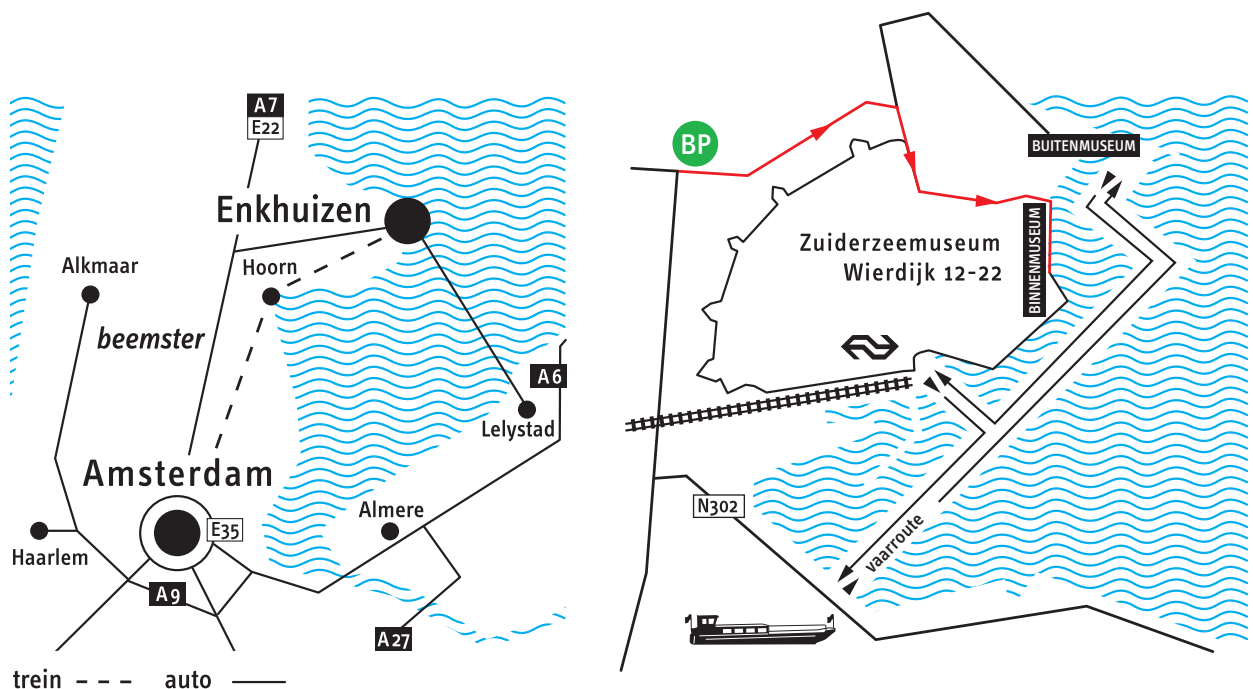 A7
E22
Enkhuizen
Alkmaar
Hoorn
beemster
A6
Lelystad
Amsterdam
E35
Almere
Haarlem
A9
A27
trein
auto
BP
BUITENMUSEUM
Zuiderzeemuseum
Wierdijk 12-22
BINNENMUSEUM
N302
vaarroute